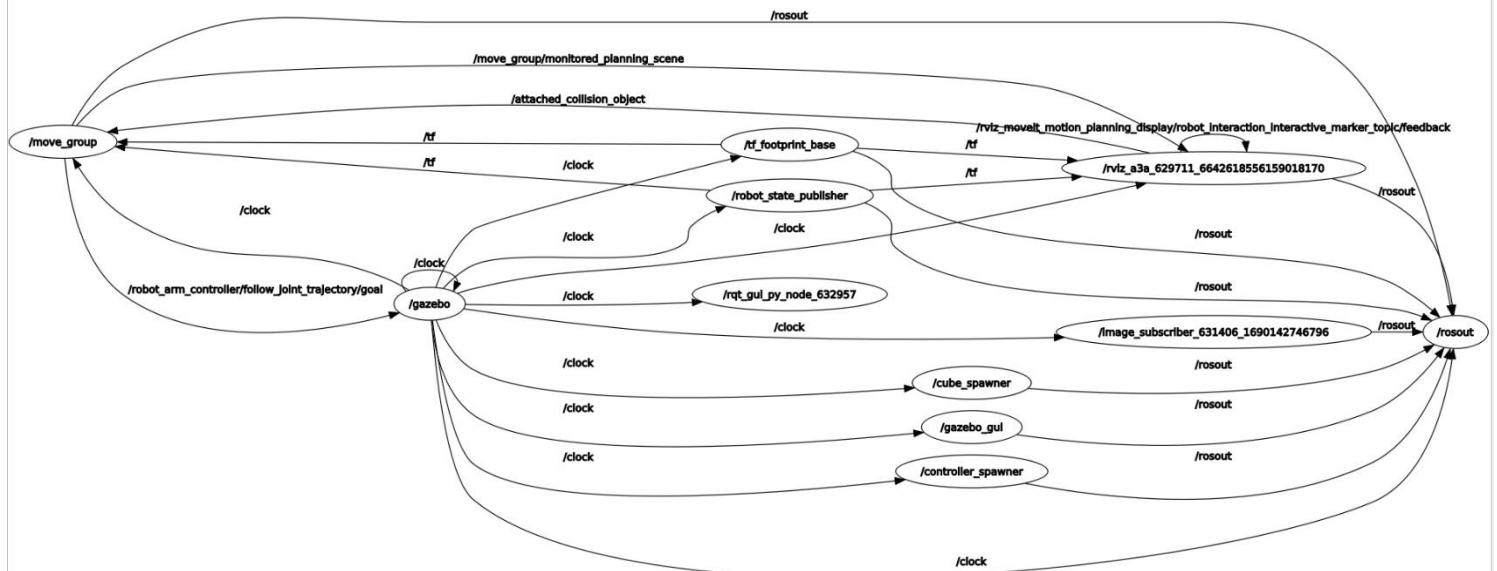 /rosout
/move_group/monitored_planning_scene
/attached_collision_object
/rviz_moveit_motion_planning_display/robot_interaction_interactive_marker_topic/feedback
/move_group
/tf
/tf_footprint_base
/tf
/tf
/clock
/rviz_a3a_629711_6642618556159018170
/tf
/robot_state_publisher
/rosout
/clock
/clock
/clock
/rosout
/clock
/robot_arm_controller/follow_joint_trajectory/goal
/rosout
/gazebo
/clock
/rqt_gui_py_node_632957
/clock
/image_subscriber_631406_1690142746796
/rosout
/rosout
/clock
/rosout
/cube_spawner
/clock
/rosout
/gazebo_gui
/clock
/rosout
/controller_spawner
/clock